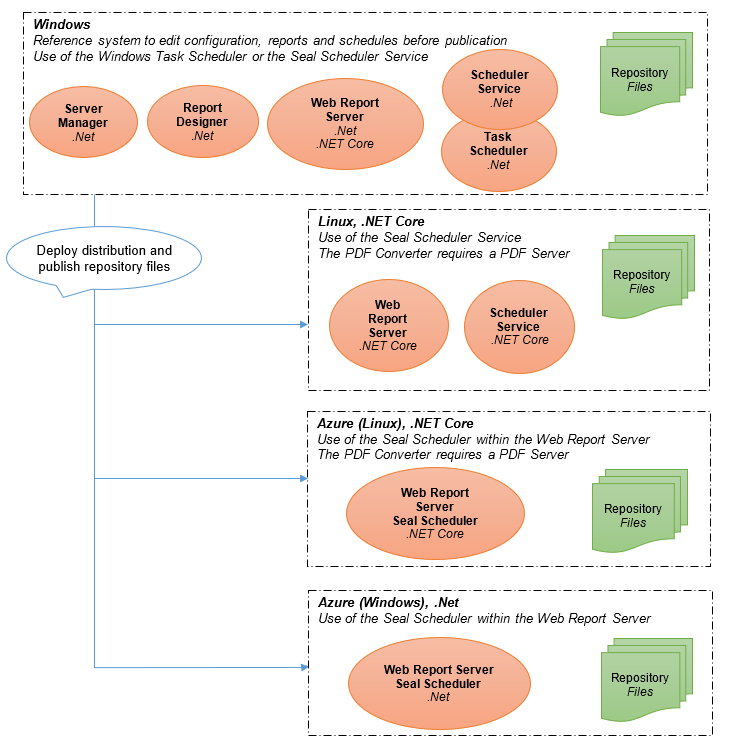 Windows
Reference system to edit configuration, reports and schedules before publication
Use of the Windows Task Scheduler or the Seal Scheduler Service
Server
Manager
.Net
Report
Designer
.Net
Web Report
Server
.Net
.NET Core
Scheduler
Service
.Net
Task
Scheduler
.Net
Repository
Files
Deploy distribution and
publish repository files
Linux, .NET Core
Use of the Seal Scheduler Service
The PDF Converter requires a PDF Server
Web
Report
Server
.NET Core
Scheduler
Service
.NET Core
Repository
Files
Azure (Linux), .NET Core
Use of the Seal Scheduler within the Web Report Server
The PDF Converter requires a PDF Server
Web Report
Server
Seal Scheduler
.NET Core
Repository
Files
Azure (Windows), .Net
Use of the Seal Scheduler within the Web Report Server
Web Report Server
Seal Scheduler
.Net
Repository
Files